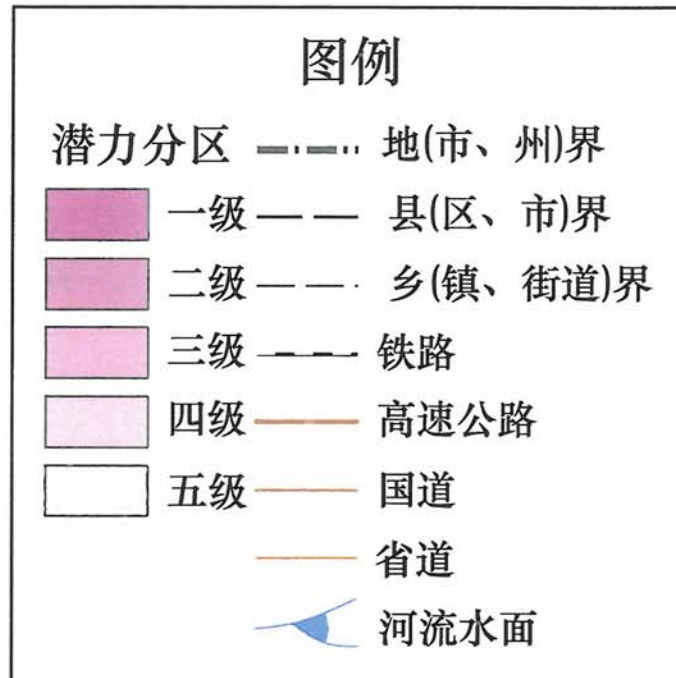 图例
潜力分区 地(市、州)界
一级 县(区、市)界
二级 乡(镇、街道)界
三级 铁路
四级 高速公路
五级 国道
省道
河流水面